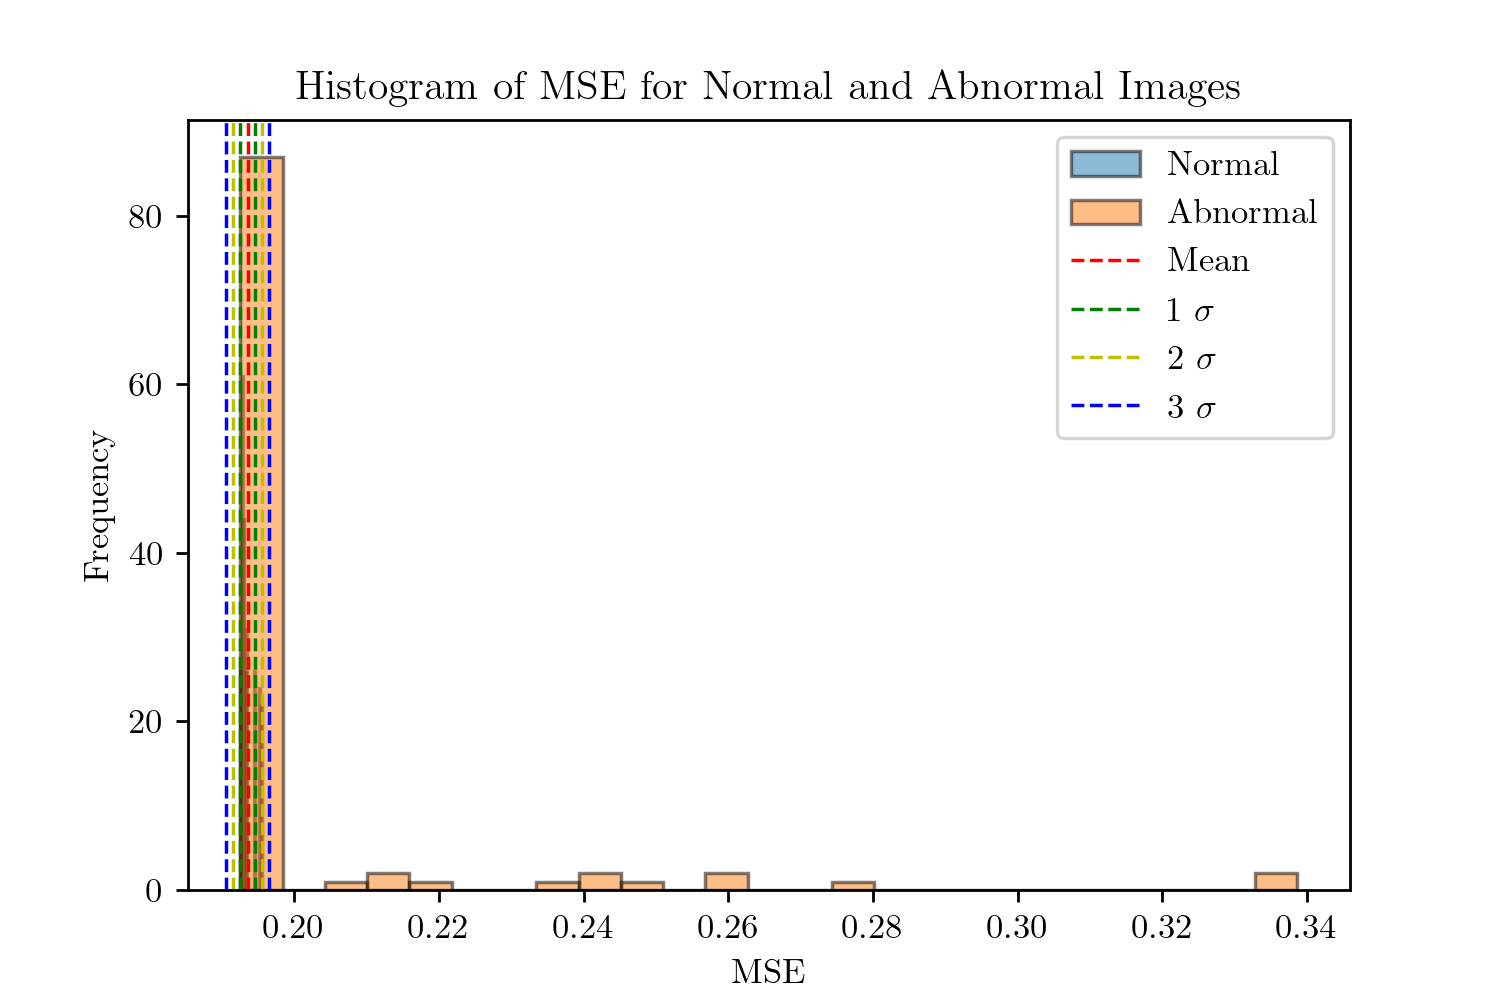 Histogram of MSE for Normal and Abnormal Images
Normal
Abnormal
Mean
1 σ
2 σ
3 σ
Frequency
80
60
40
20
0
0.20 0.22 0.24 0.26 0.28 0.30 0.32 0.34
MSE